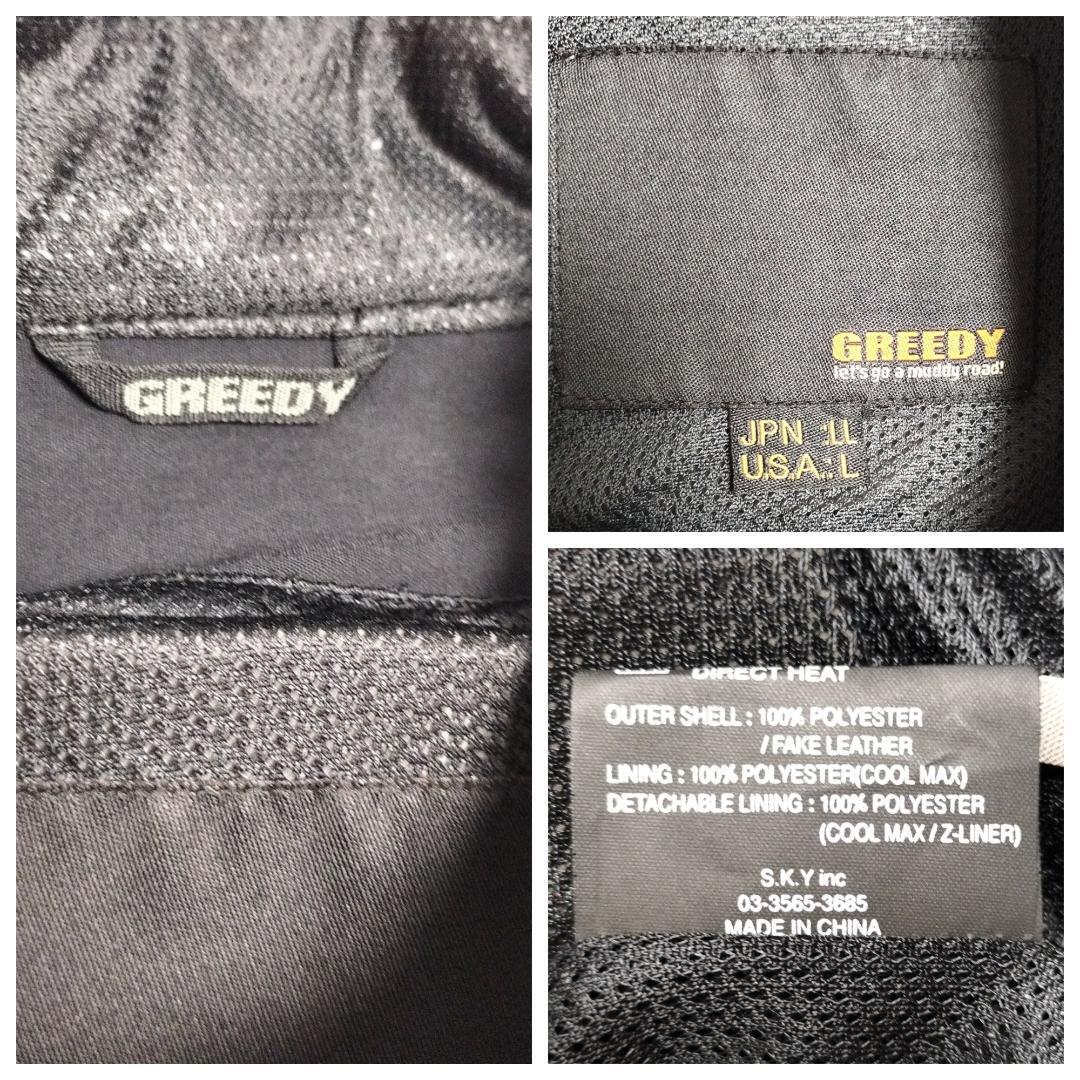 GREEDY
GREEDY
let's go a muddy road!
JPN :LL
U.S.A.: L
DIRECT HEAT
OUTER SHELL : 100% POLYESTER
/ FAKE LEATHER
LINING : 100% POLYESTER(COOL MAX)
DETACHABLE LINING : 100% POLYESTER
(COOL MAX / Z-LINER)
S.K.Y inc
03-3565-3685
MADE IN CHINA